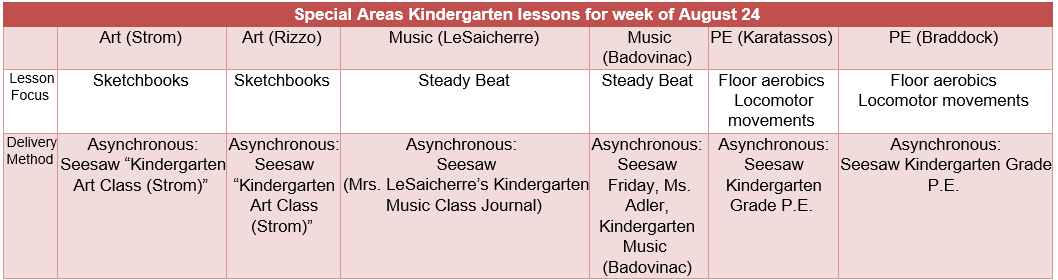 Special Areas Kindergarten lessons for week of August 24
Art (Strom)
Art (Rizzo)
Music (LeSaicherre)
Music
(Badovinac)
PE (Karatassos)
PE (Braddock)
Lesson
Focus
Sketchbooks
Sketchbooks
Steady Beat
Steady Beat
Floor aerobics
Locomotor
movements
Floor aerobics
Locomotor movements
Delivery
Method
Asynchronous:
Seesaw “Kindergarten
Art Class (Strom)”
Asynchronous:
Seesaw
“Kindergarten
Art Class
(Strom)”
Asynchronous:
Seesaw
(Mrs. LeSaicherre’s Kindergarten
Music Class Journal)
Asynchronous:
Seesaw
Friday, Ms.
Adler,
Kindergarten
Music
(Badovinac)
Asynchronous:
Seesaw
Kindergarten
Grade P.E.
Asynchronous:
Seesaw Kindergarten Grade
P.E.